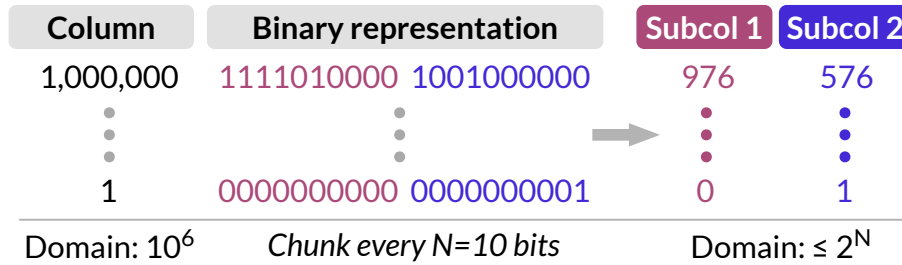 Column Binary representation Subcol 1 Subcol 2
1,000,000 1111010000 1001000000 976 576
1 0000000000 0000000001 0 1
Domain: 10⁶ Chunk every N=10 bits Domain: ≤ 2ᴺ